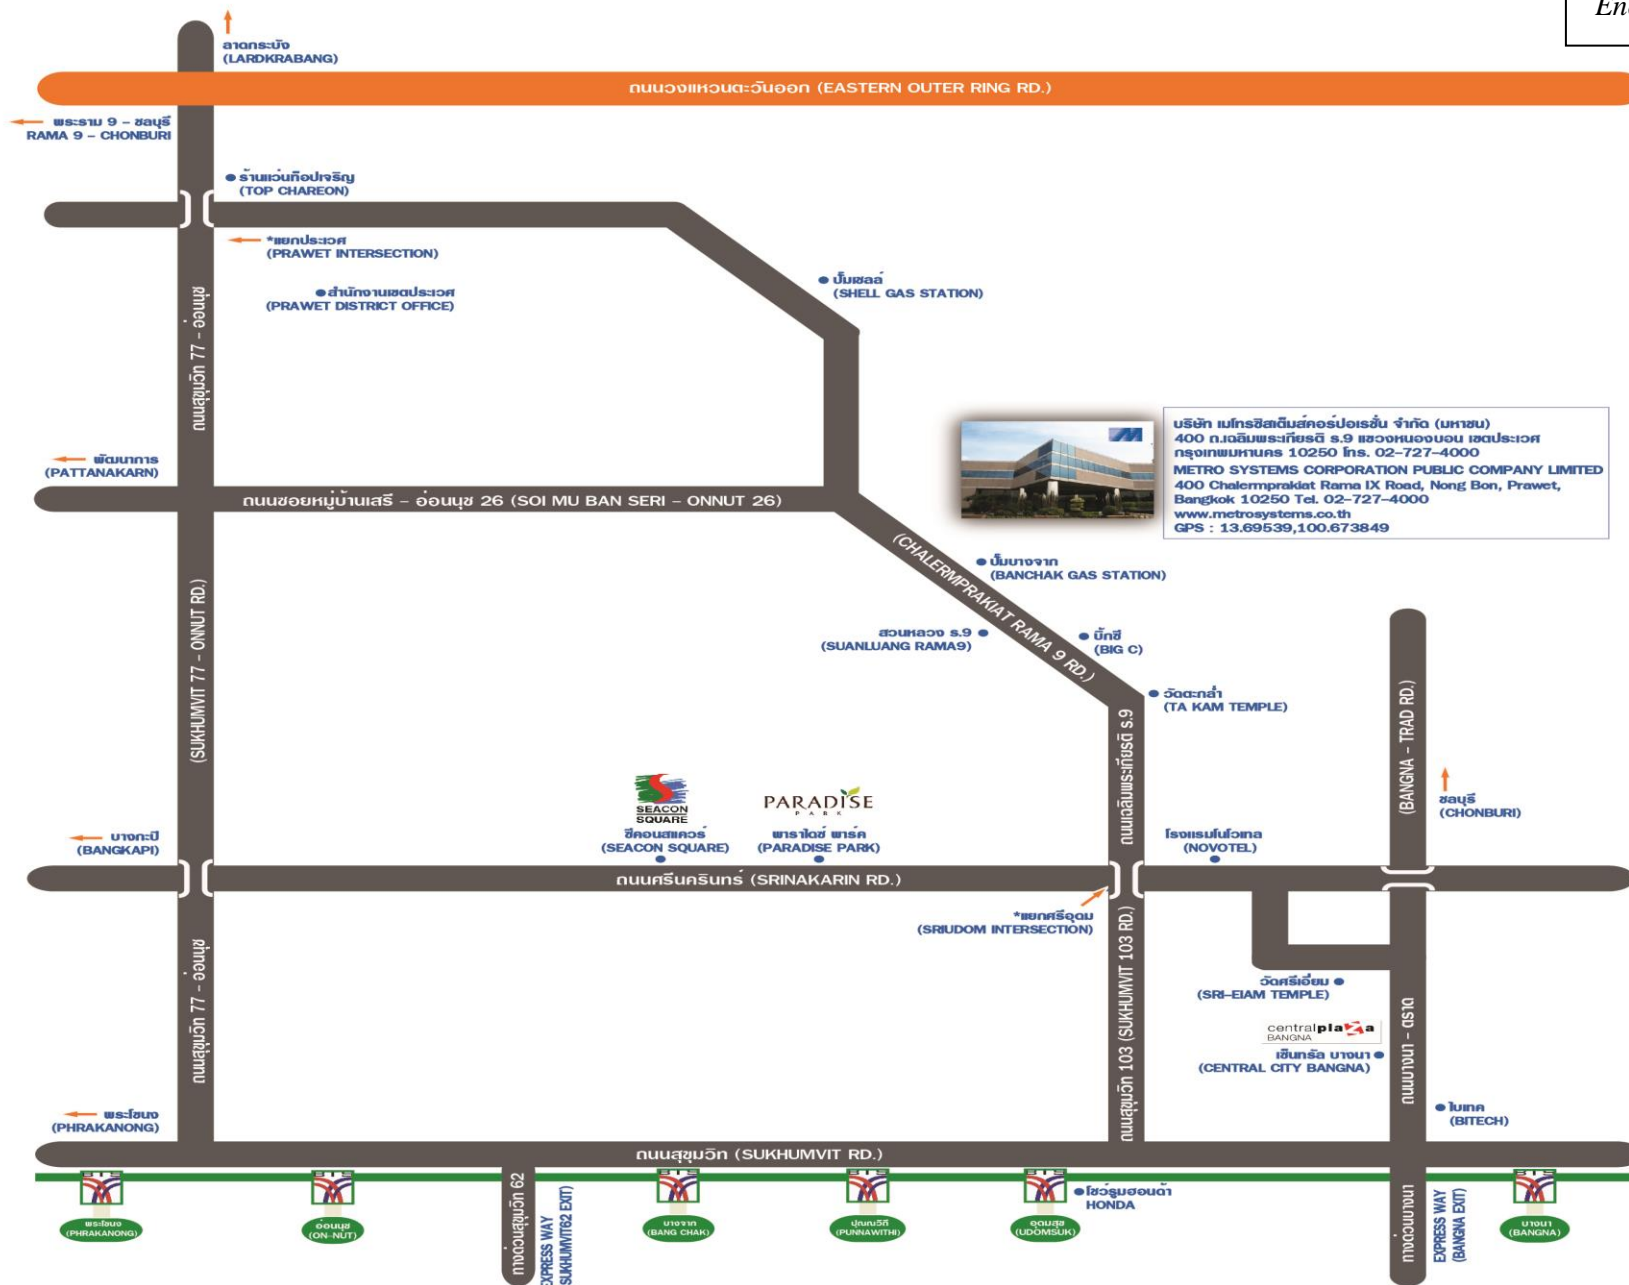 ลาดกระบัง
(LARDKRABANG)
ถนนวงแหวนตะวันออก (EASTERN OUTER RING RD.)
พระราม 9 - ชลบุรี
RAMA 9 - CHONBURI
ร้านแว่นท็อปเจริญ
(TOP CHAREON)
*แยกประเวศ
(PRAWET INTERSECTION)
สำนักงานเขตประเวศ
(PRAWET DISTRICT OFFICE)
ปั๊มเชลล์
(SHELL GAS STATION)
ถนนสุขุมวิท 77 - อ่อนนุช
พัฒนาการ
(PATTANAKARN)
ถนนซอยหมู่บ้านเสรี - อ่อนนุช 26 (SOI MU BAN SERI - ONNUT 26)
บริษัท เมโทรซิสเต็มส์คอร์ปอเรชั่น จำกัด (มหาชน)
400 ถ.เฉลิมพระเกียรติ ร.9 แขวงหนองบอน เขตประเวศ
กรุงเทพมหานคร 10250 โทร. 02-727-4000
METRO SYSTEMS CORPORATION PUBLIC COMPANY LIMITED
400 Chalermprakiat Rama IX Road, Nong Bon, Prawet,
Bangkok 10250 Tel. 02-727-4000
www.metrosystems.co.th
GPS : 13.69539,100.673849
(CHALERMPRAKIAT RAMA 9 RD.)
ปั๊มบางจาก
(BANCHAK GAS STATION)
สวนหลวง ร.9
(SUANLUANG RAMA9)
บิ๊กซี
(BIG C)
วัดตะกล่ำ
(TA KAM TEMPLE)
(SUKHUMVIT 77 - ONNUT RD.)
ถนนเฉลิมพระเกียรติ ร.9
(BANGNA - TRAD RD.)
ชลบุรี
(CHONBURI)
SEACON
SQUARE
ซีคอนสแควร์
(SEACON SQUARE)
PARADISE
PARK
พาราไดซ์ พาร์ค
(PARADISE PARK)
โรงแรมโนโวเทล
(NOVOTEL)
บางกะปิ
(BANGKAPI)
ถนนศรีนครินทร์ (SRINAKARIN RD.)
*แยกศรีอุดม
(SRIUDOM INTERSECTION)
ถนนสุขุมวิท 77 - อ่อนนุช
ถนนสุขุมวิท 103 (SUKHUMVIT 103 RD.)
วัดศรีเอี่ยม
(SRI-EIAM TEMPLE)
centralplaza
BANGNA
เซ็นทรัล บางนา
(CENTRAL CITY BANGNA)
ถนนบางนา - ตราด
ไบเทค
(BITECH)
พระโขนง
(PHRAKANONG)
ถนนสุขุมวิท (SUKHUMVIT RD.)
พระโขนง
(PHRAKANONG)
อ่อนนุช
(ON-NUT)
ทางด่วนสุขุมวิท 62
EXPRESS WAY
SUKHUMVIT62 EXIT)
บางจาก
(BANG CHAK)
ปุณณวิถี
(PUNNAWITHI)
อุดมสุข
(UDOMSUK)
โชว์รูมฮอนด้า
HONDA
ทางด่วนบางนา
EXPRESS WAY
(BANGNA EXIT)
บางนา
(BANGNA)